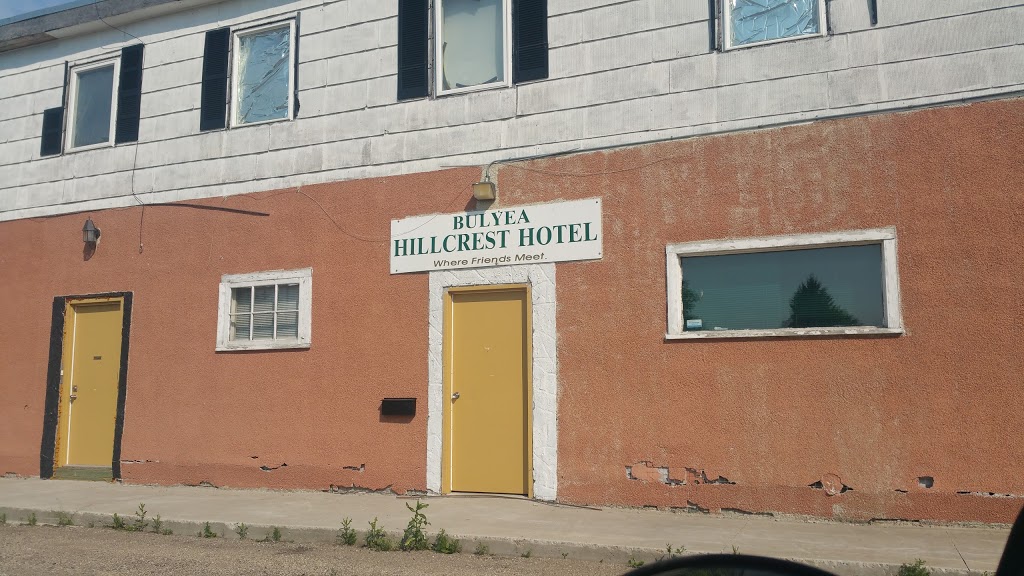 BULYEA
HILLCREST HOTEL
Where Friends Meet.